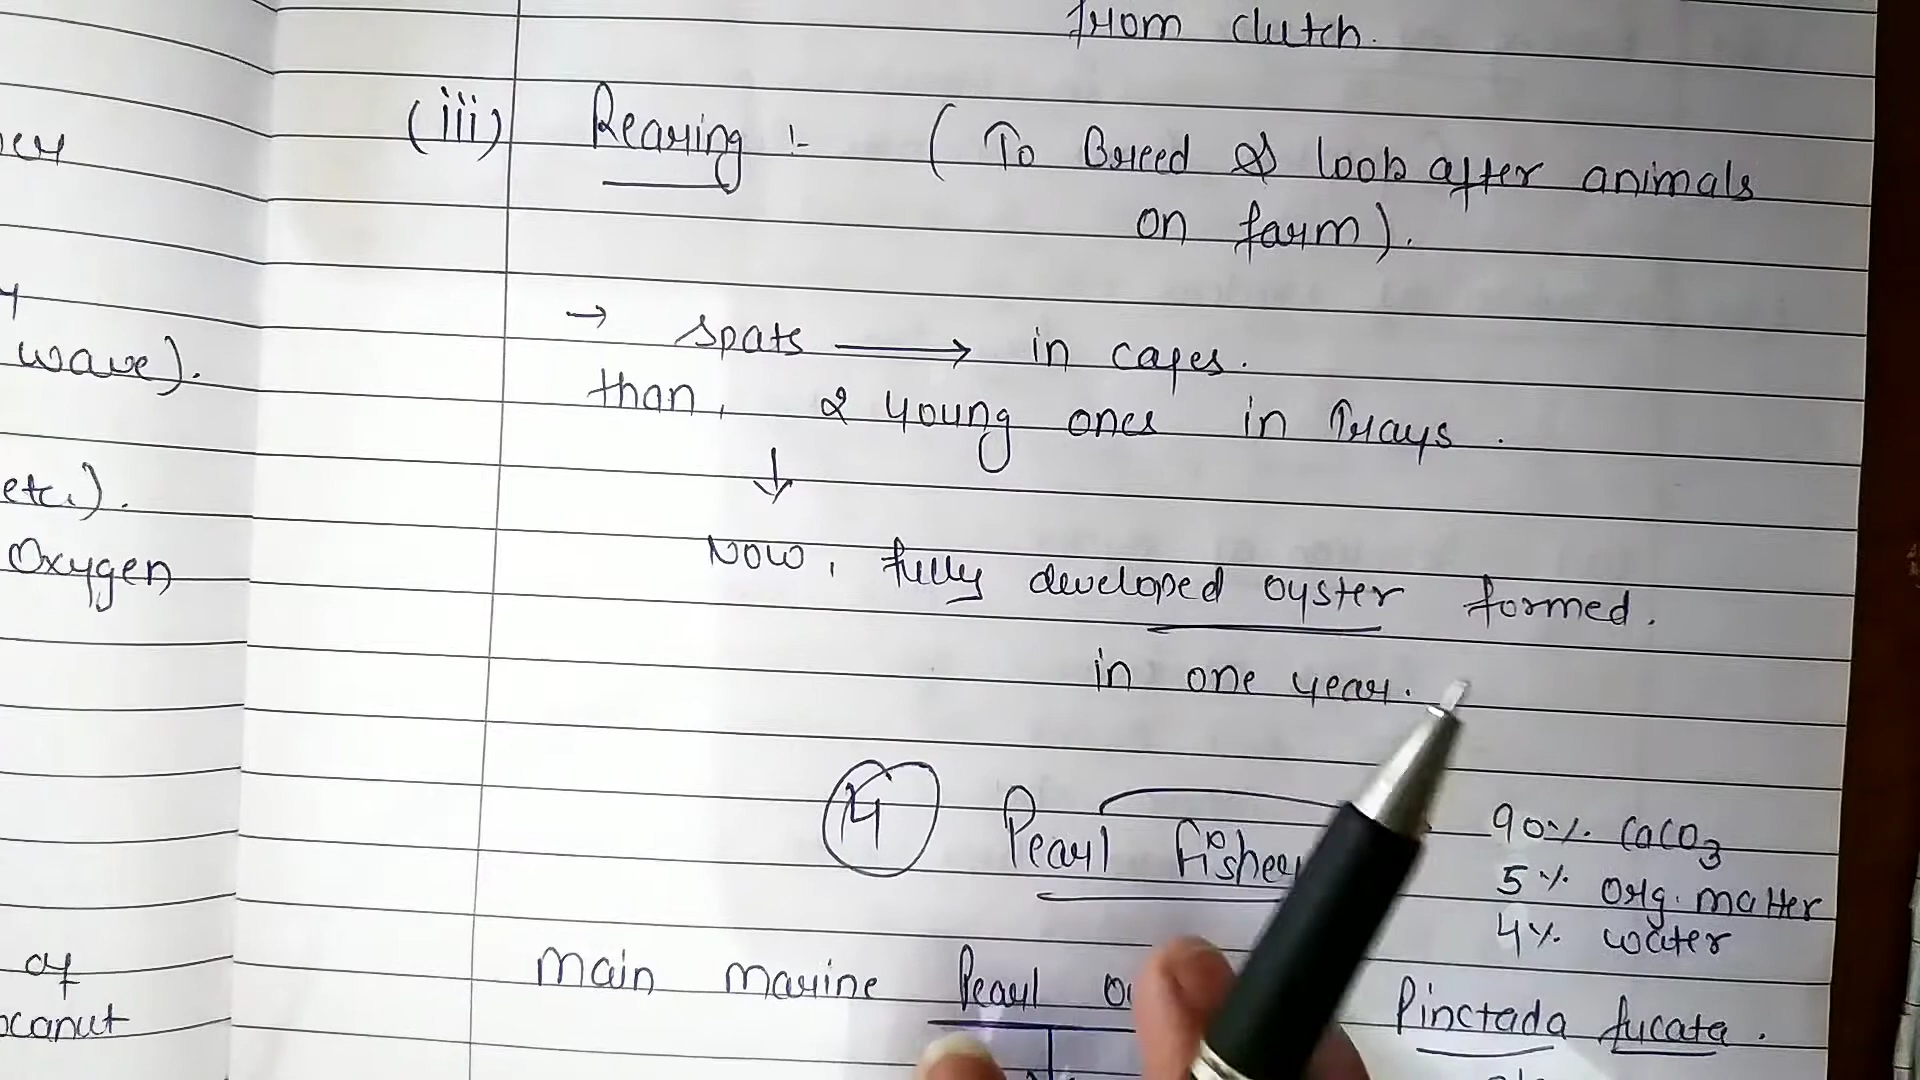 from clutch.
(iii) Rearing :- ( To Breed & look after animals
on farm ).
→ spats → in cages.
than, & young ones in Trays .
↓
Now, fully developed oyster formed.
in one year.
(4) Pearl
90% CaCO3
5% Org. matter
4% water
main marine Pearl
Pinctada fucata.
wave).
etc.).
Oxygen
of